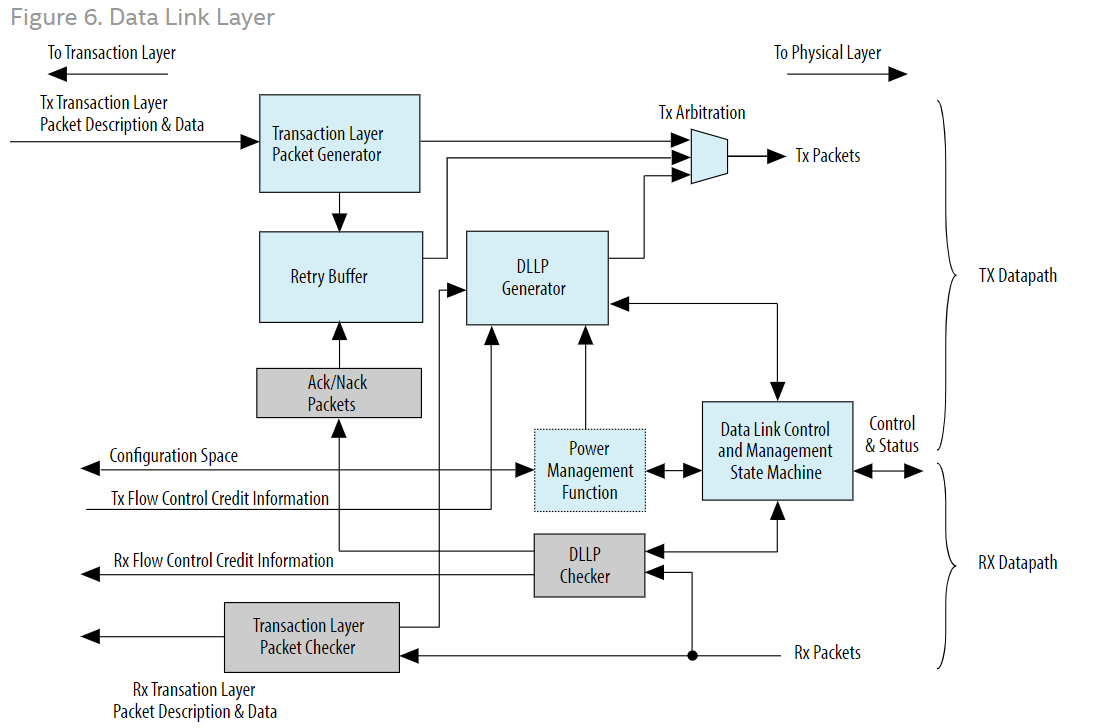 Figure 6. Data Link Layer
To Transaction Layer
To Physical Layer
Tx Transaction Layer
Packet Description & Data
Transaction Layer
Packet Generator
Tx Arbitration
Tx Packets
Retry Buffer
DLLP
Generator
TX Datapath
Ack/Nack
Packets
Configuration Space
Power
Management
Function
Data Link Control
and Management
State Machine
Control
& Status
Tx Flow Control Credit Information
Rx Flow Control Credit Information
DLLP
Checker
RX Datapath
Transaction Layer
Packet Checker
Rx Packets
Rx Transation Layer
Packet Description & Data